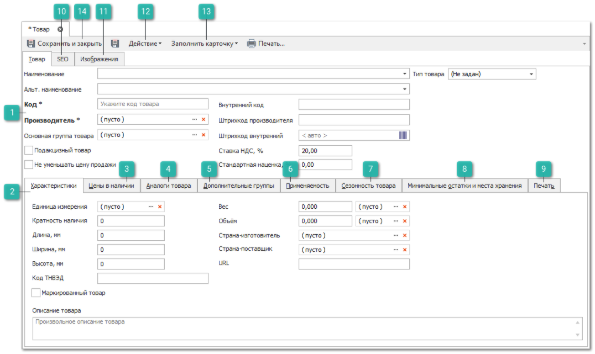 10 14 11 12 13
* Товар
Сохранить и закрыть Действие Заполнить карточку Печать...
Товар SEO Изображения
Наименование Тип товара (Не задан)
Альт. наименование
1 Код * Укажите код товара Внутренний код
Производитель * (пусто) Штрихкод производителя
Основная группа товара (пусто) Штрихкод внутренний < авто >
Подакцизный товар Ставка НДС, % 20,00
Не уменьшать цену продажи Стандартная наценка, 0,00
3 4 5 6 7 8 9
2 Характеристики Цены в наличии Аналоги товара Дополнительные группы Применяемость Сезонность товара Минимальные остатки и места хранения Печать
Единица измерения (пусто) Вес 0,000 (пусто)
Кратность наличия 0 Объём 0,000 (пусто)
Длина, мм 0 Страна-изготовитель (пусто)
Ширина, мм 0 Страна-поставщик (пусто)
Высота, мм 0 URL
Код ТНВЭД
Маркированный товар
Описание товара
Произвольное описание товара